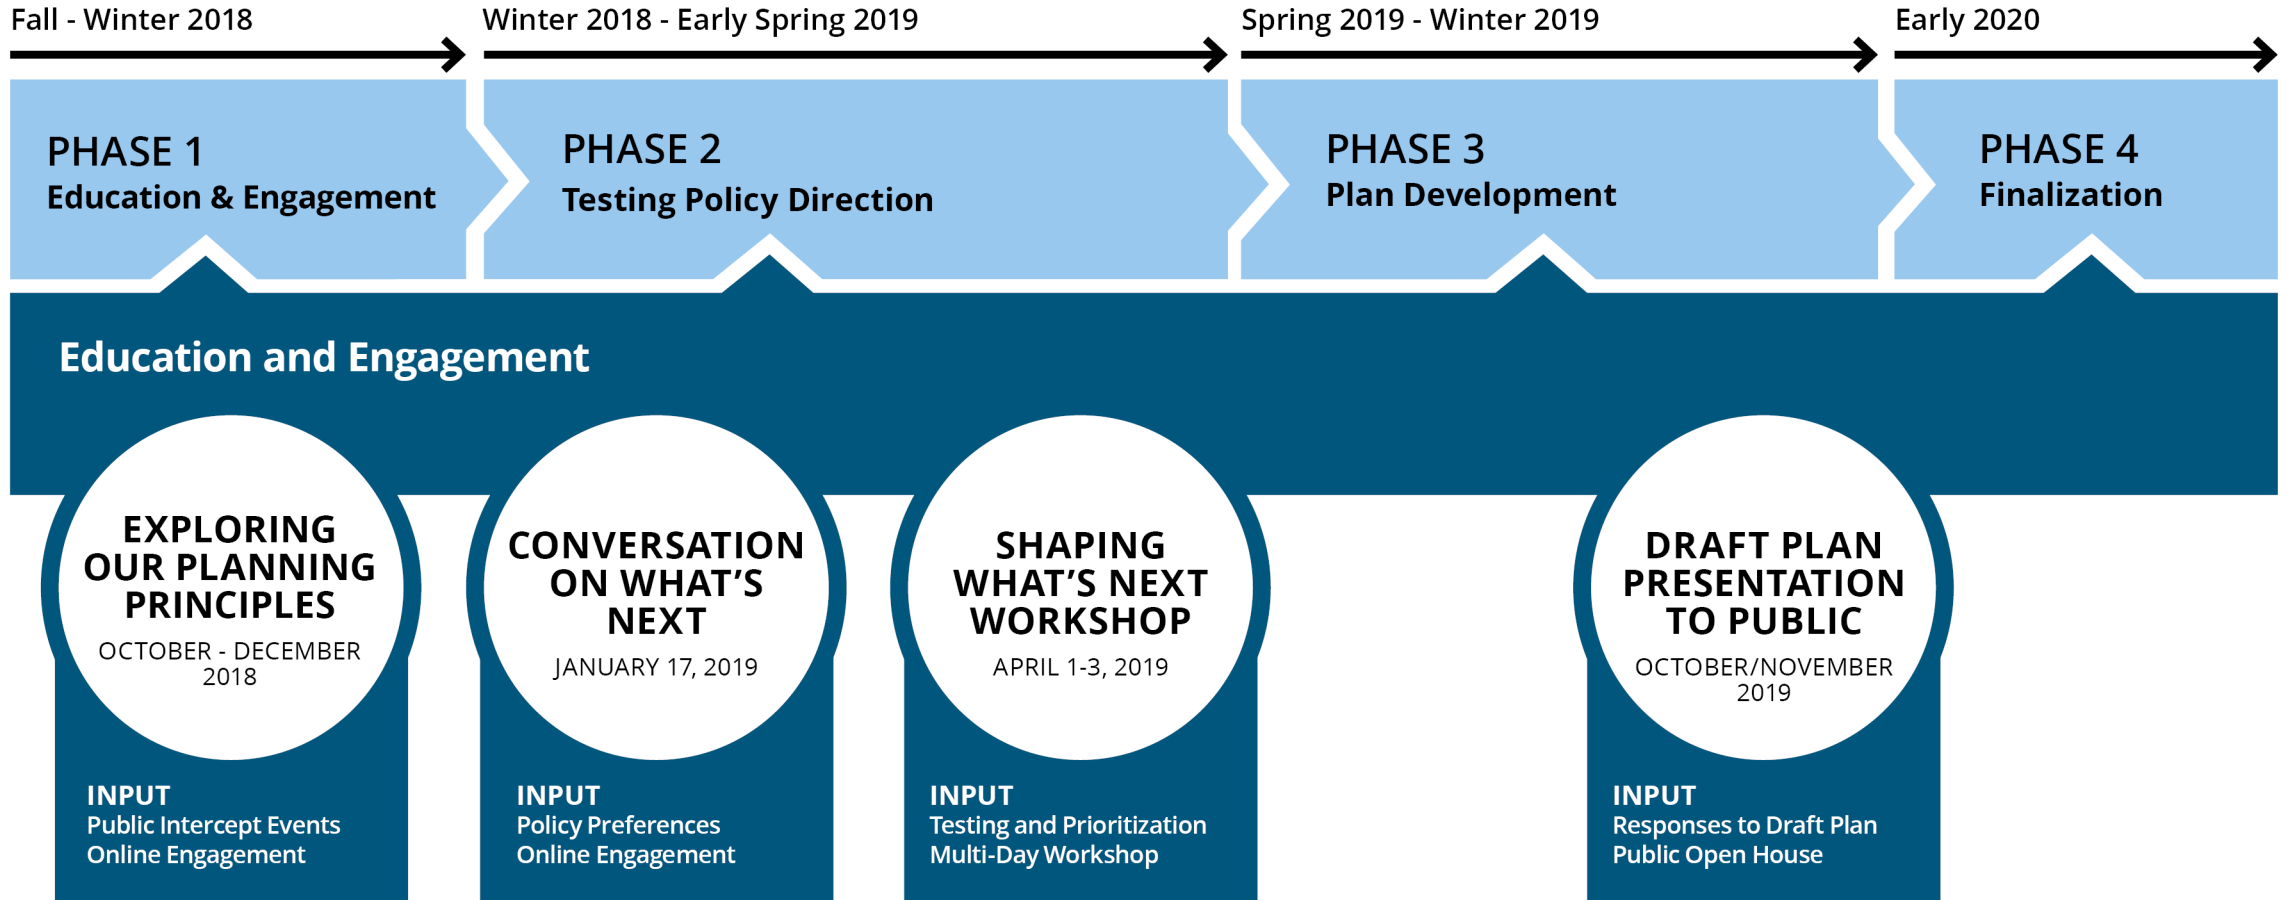 Fall - Winter 2018
Winter 2018 - Early Spring 2019
Spring 2019 - Winter 2019
Early 2020
PHASE 1
Education & Engagement
PHASE 2
Testing Policy Direction
PHASE 3
Plan Development
PHASE 4
Finalization
Education and Engagement
EXPLORING
OUR PLANNING
PRINCIPLES
OCTOBER - DECEMBER
2018
INPUT
Public Intercept Events
Online Engagement
CONVERSATION
ON WHAT’S
NEXT
JANUARY 17, 2019
INPUT
Policy Preferences
Online Engagement
SHAPING
WHAT’S NEXT
WORKSHOP
APRIL 1-3, 2019
INPUT
Testing and Prioritization
Multi-Day Workshop
DRAFT PLAN
PRESENTATION
TO PUBLIC
OCTOBER/NOVEMBER
2019
INPUT
Responses to Draft Plan
Public Open House